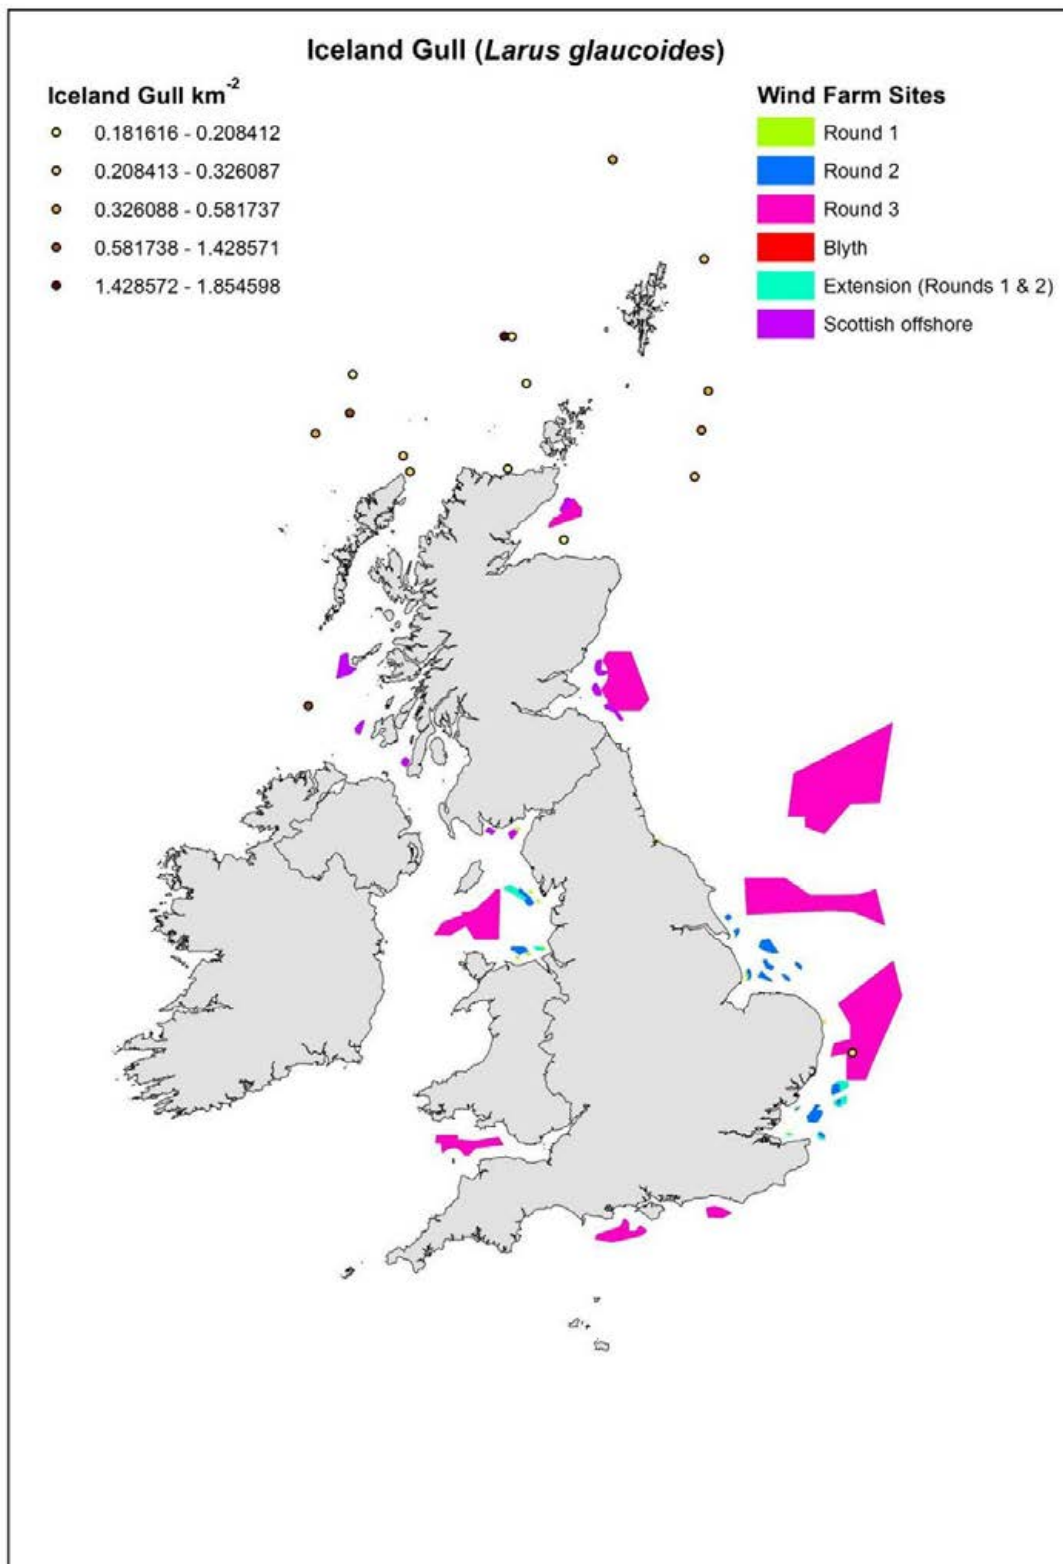 Iceland Gull (Larus glaucoides)
Iceland Gull km-2
0.181616 - 0.208412
0.208413 - 0.326087
0.326088 - 0.581737
0.581738 - 1.428571
1.428572 - 1.854598
Wind Farm Sites
Round 1
Round 2
Round 3
Blyth
Extension (Rounds 1 & 2)
Scottish offshore